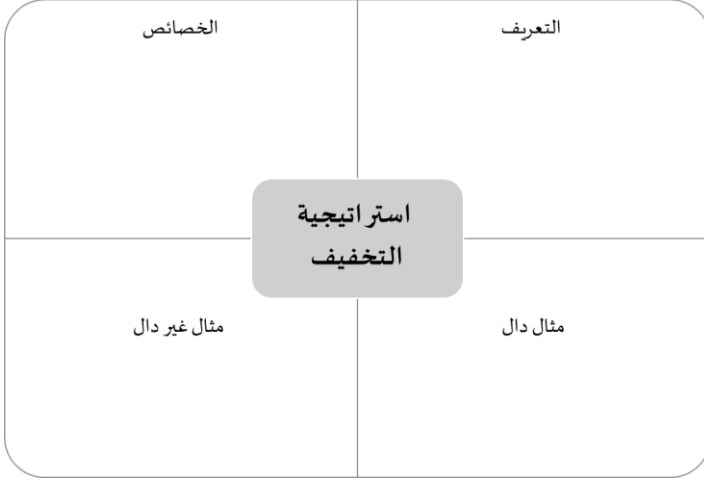 التعريف
الخصائص
استراتيجية
التخفيف
مثال دال
مثال غير دال